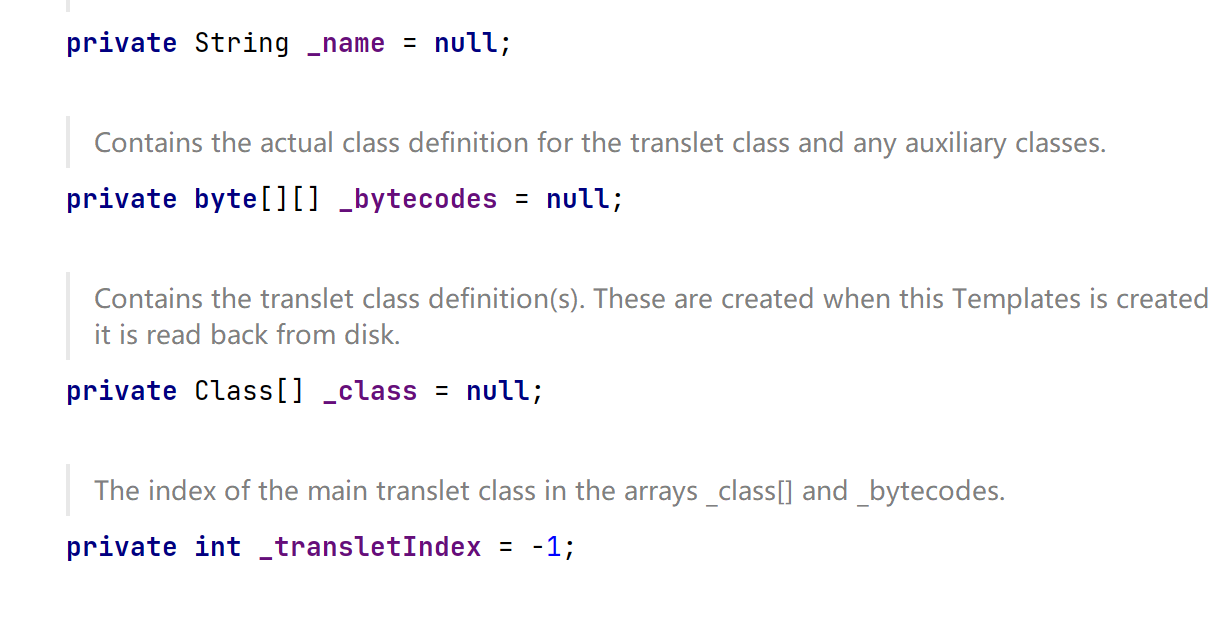 private String _name = null;
Contains the actual class definition for the translet class and any auxiliary classes.
private byte[][] _bytecodes = null;
Contains the translet class definition(s). These are created when this Templates is created
it is read back from disk.
private Class[] _class = null;
The index of the main translet class in the arrays _class[] and _bytecodes.
private int _transletIndex = -1;